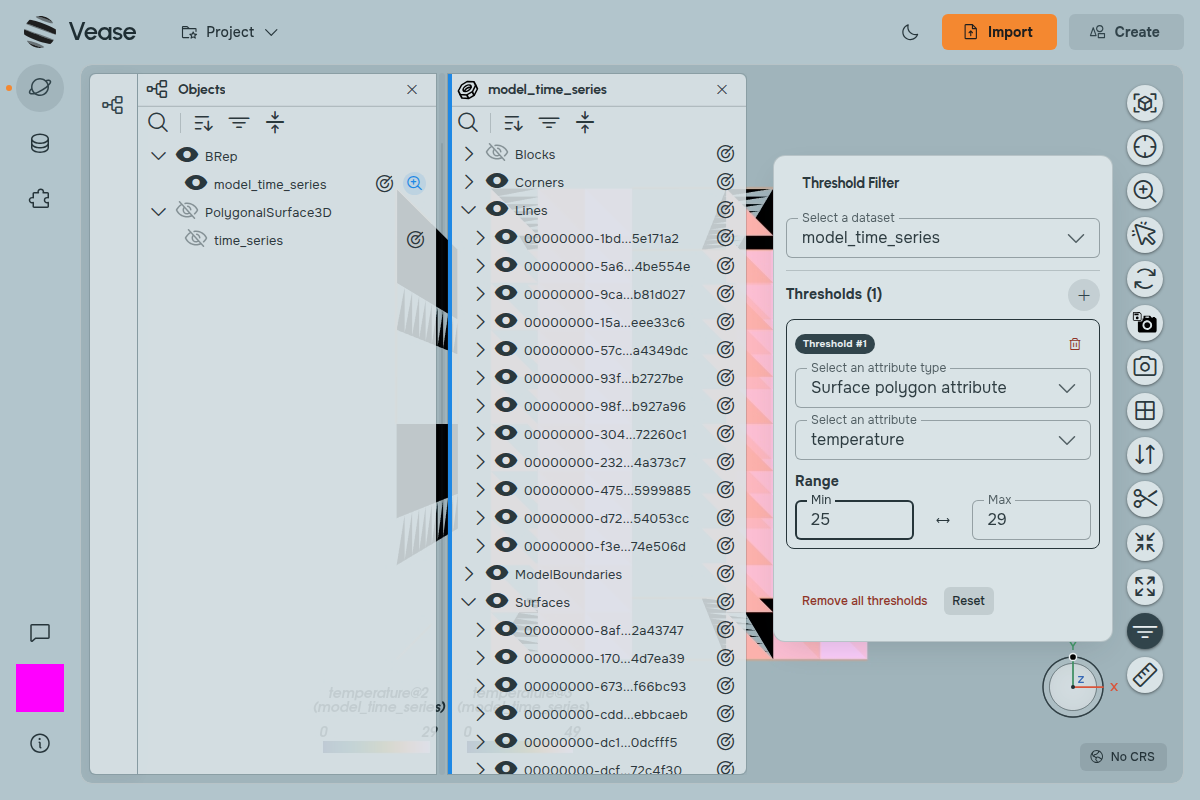 Vease
Project
Import
Create
Objects
BRep
model_time_series
PolygonalSurface3D
time_series
model_time_series
Blocks
Corners
Lines
00000000-1bd...5e171a2
00000000-5a6...4be554e
00000000-9ca...b81d027
00000000-15a...eee33c6
00000000-57c...a4349dc
00000000-93f...b2727be
00000000-98f...b927a96
00000000-304...72260c1
00000000-232...4a373c7
00000000-475...5999885
00000000-d72...54053cc
00000000-f3e...74e506d
ModelBoundaries
Surfaces
00000000-8af...2a43747
00000000-170...4d7ea39
00000000-673...f66bc93
00000000-cdd...ebbcaeb
00000000-dc1...0dcfff5
00000000-dcf...72c4f30
temperature@2
(model_time_series)
0 29
temperature@3
(model_time_series)
0 49
Threshold Filter
Select a dataset
model_time_series
Thresholds (1)
Threshold #1
Select an attribute type
Surface polygon attribute
Select an attribute
temperature
Range
Min
25
Max
29
Remove all thresholds
Reset
Y
Z
X
No CRS